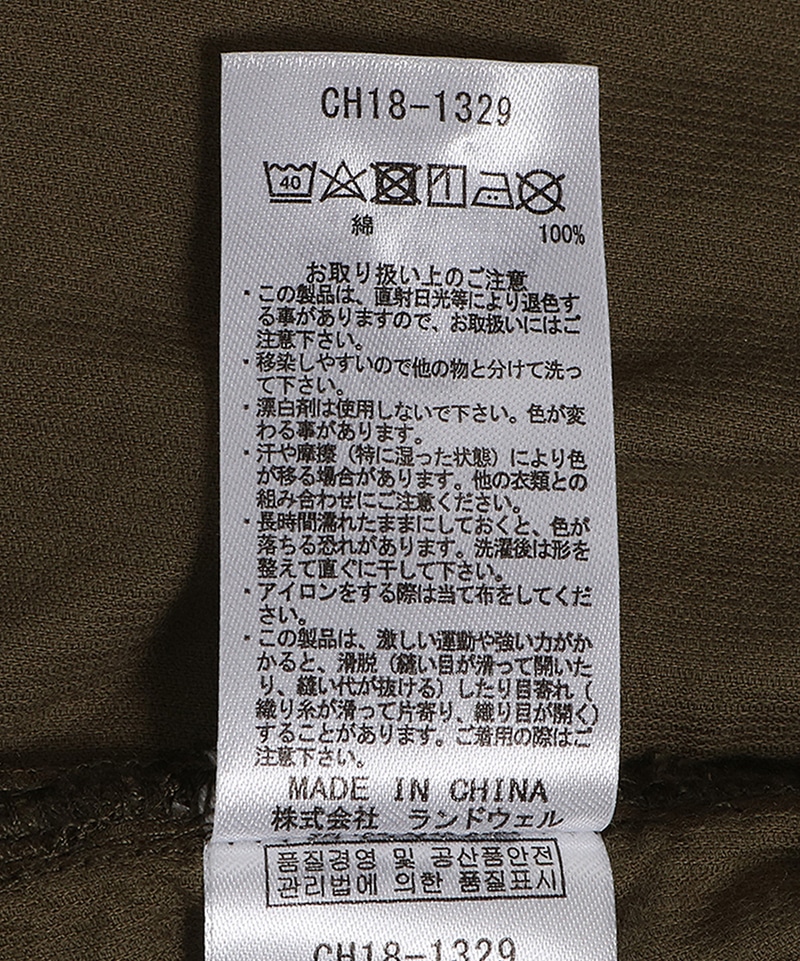 CH18-1329
40
綿 100%
お取り扱い上のご注意
・この製品は、直射日光等により退色す
る事がありますので、お取扱いにはご
注意下さい。
・移染しやすいので他の物と分けて洗っ
て下さい。
・漂白剤は使用しないで下さい。色が変
わる事があります。
・汗や摩擦（特に湿った状態）により色
が移る場合があります。他の衣類との
組み合わせにご注意ください。
・長時間濡れたままにしておくと、色が
落ちる恐れがあります。洗濯後は形を
整えて直ぐに干して下さい。
・アイロンをする際は当て布をしてくだ
さい。
・この製品は、激しい運動や強い力がか
かると、滑脱（縫い目が滑って開いた
り、縫い代が抜ける）したり目寄れ（
織り糸が滑って片寄り、織り目が開く）
することがあります。ご着用の際はご
注意下さい。
MADE IN CHINA
株式会社 ランドウェル
품질경영 및 공산품안전
관리법에 의한 품질표시
CH18-1329